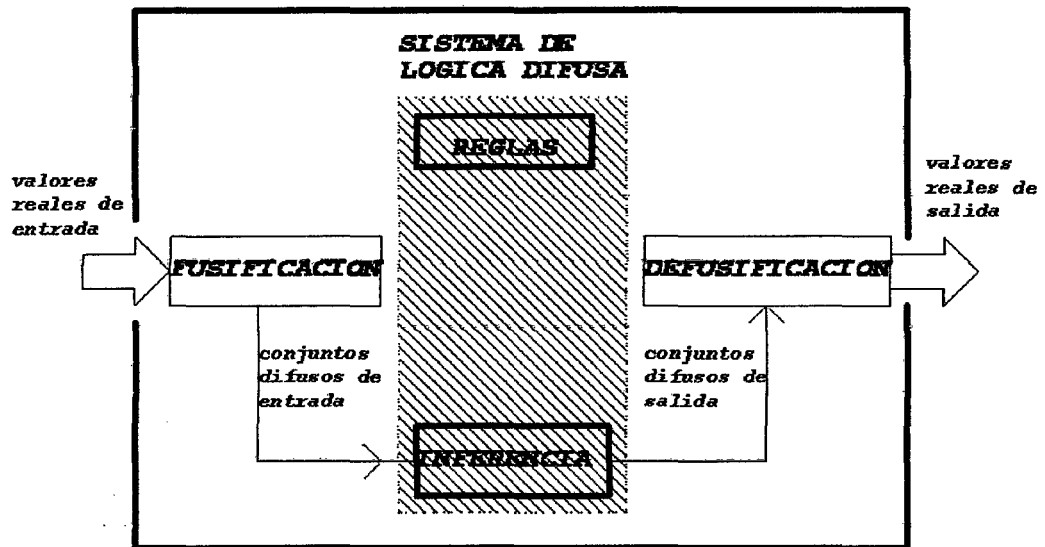 SISTEMA DE
LOGICA DIFUSA
REGLAS
valores
reales de
entrada
valores
reales de
salida
FUSIFICACION
DEFUSIFICACION
conjuntos
difusos de
entrada
conjuntos
difusos de
salida
INFERENCIA